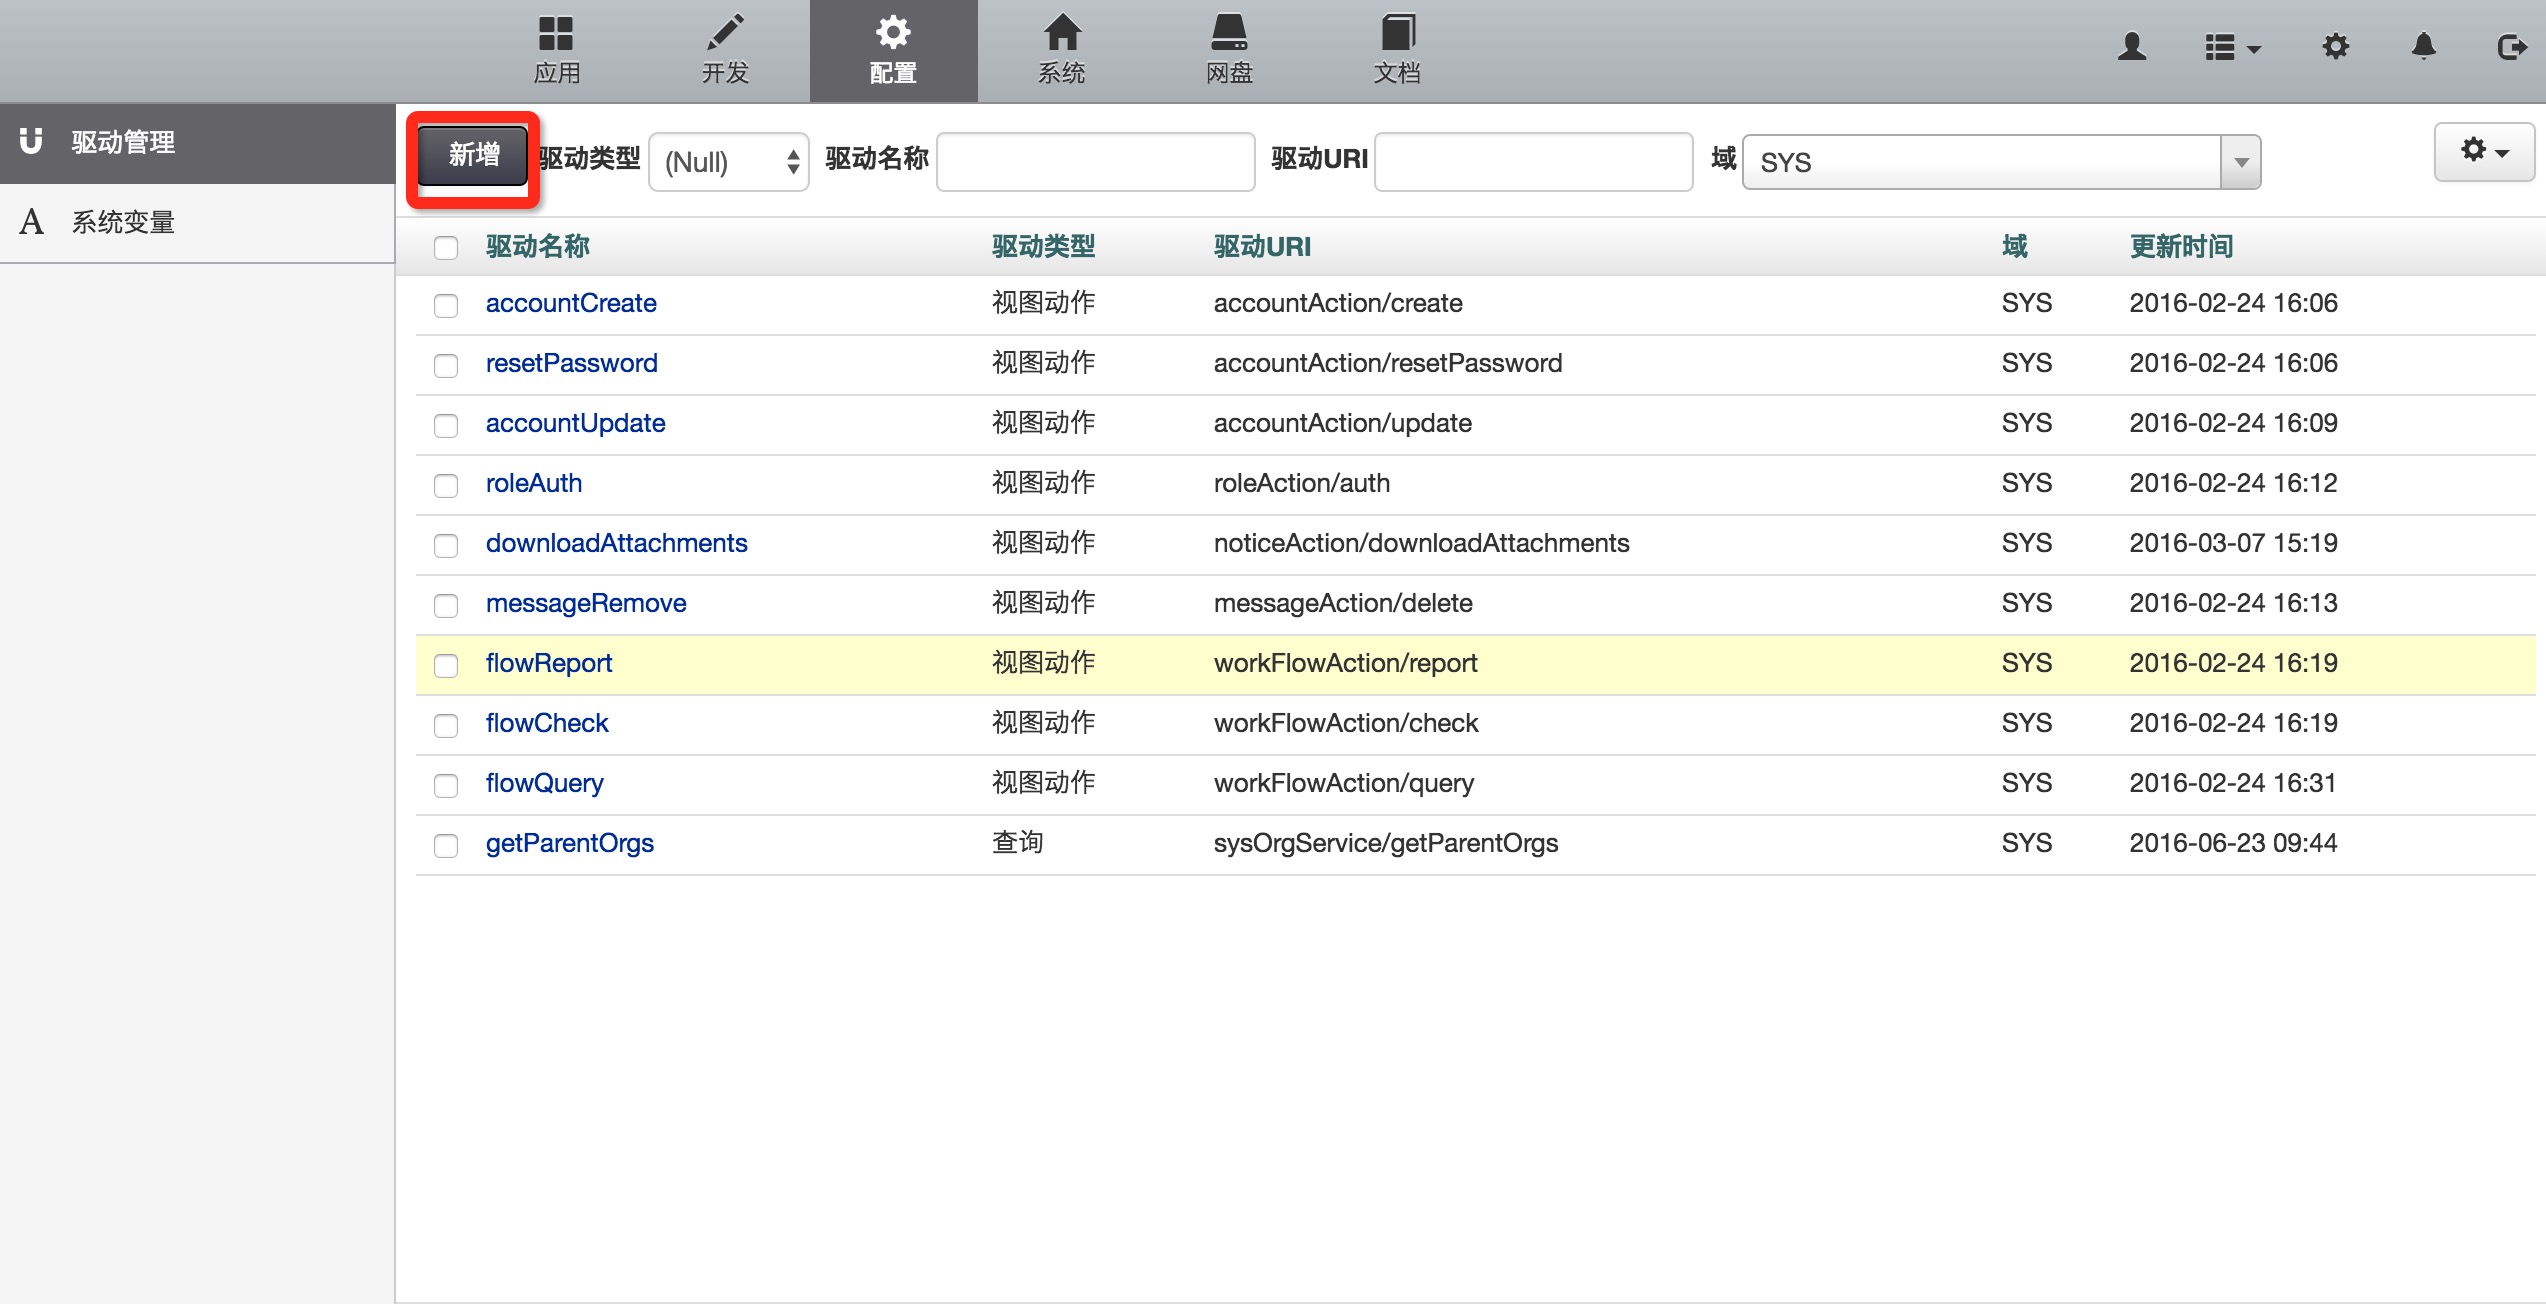 应用 开发 配置 系统 网盘 文档
驱动管理
系统变量
新增 驱动类型 (Null) 驱动名称 驱动URI 域 SYS
驱动名称 驱动类型 驱动URI 域 更新时间
accountCreate 视图动作 accountAction/create SYS 2016-02-24 16:06
resetPassword 视图动作 accountAction/resetPassword SYS 2016-02-24 16:06
accountUpdate 视图动作 accountAction/update SYS 2016-02-24 16:09
roleAuth 视图动作 roleAction/auth SYS 2016-02-24 16:12
downloadAttachments 视图动作 noticeAction/downloadAttachments SYS 2016-03-07 15:19
messageRemove 视图动作 messageAction/delete SYS 2016-02-24 16:13
flowReport 视图动作 workFlowAction/report SYS 2016-02-24 16:19
flowCheck 视图动作 workFlowAction/check SYS 2016-02-24 16:19
flowQuery 视图动作 workFlowAction/query SYS 2016-02-24 16:31
getParentOrgs 查询 sysOrgService/getParentOrgs SYS 2016-06-23 09:44